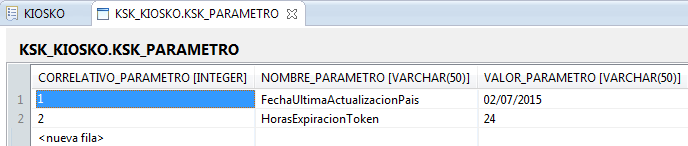 KIOSKO KSK_KIOSKO.KSK_PARAMETRO
KSK_KIOSKO.KSK_PARAMETRO
CORRELATIVO_PARAMETRO [INTEGER] NOMBRE_PARAMETRO [VARCHAR(50)] VALOR_PARAMETRO [VARCHAR(50)]
1 1 FechaUltimaActualizacionPais 02/07/2015
2 2 HorasExpiracionToken 24
<nueva fila>